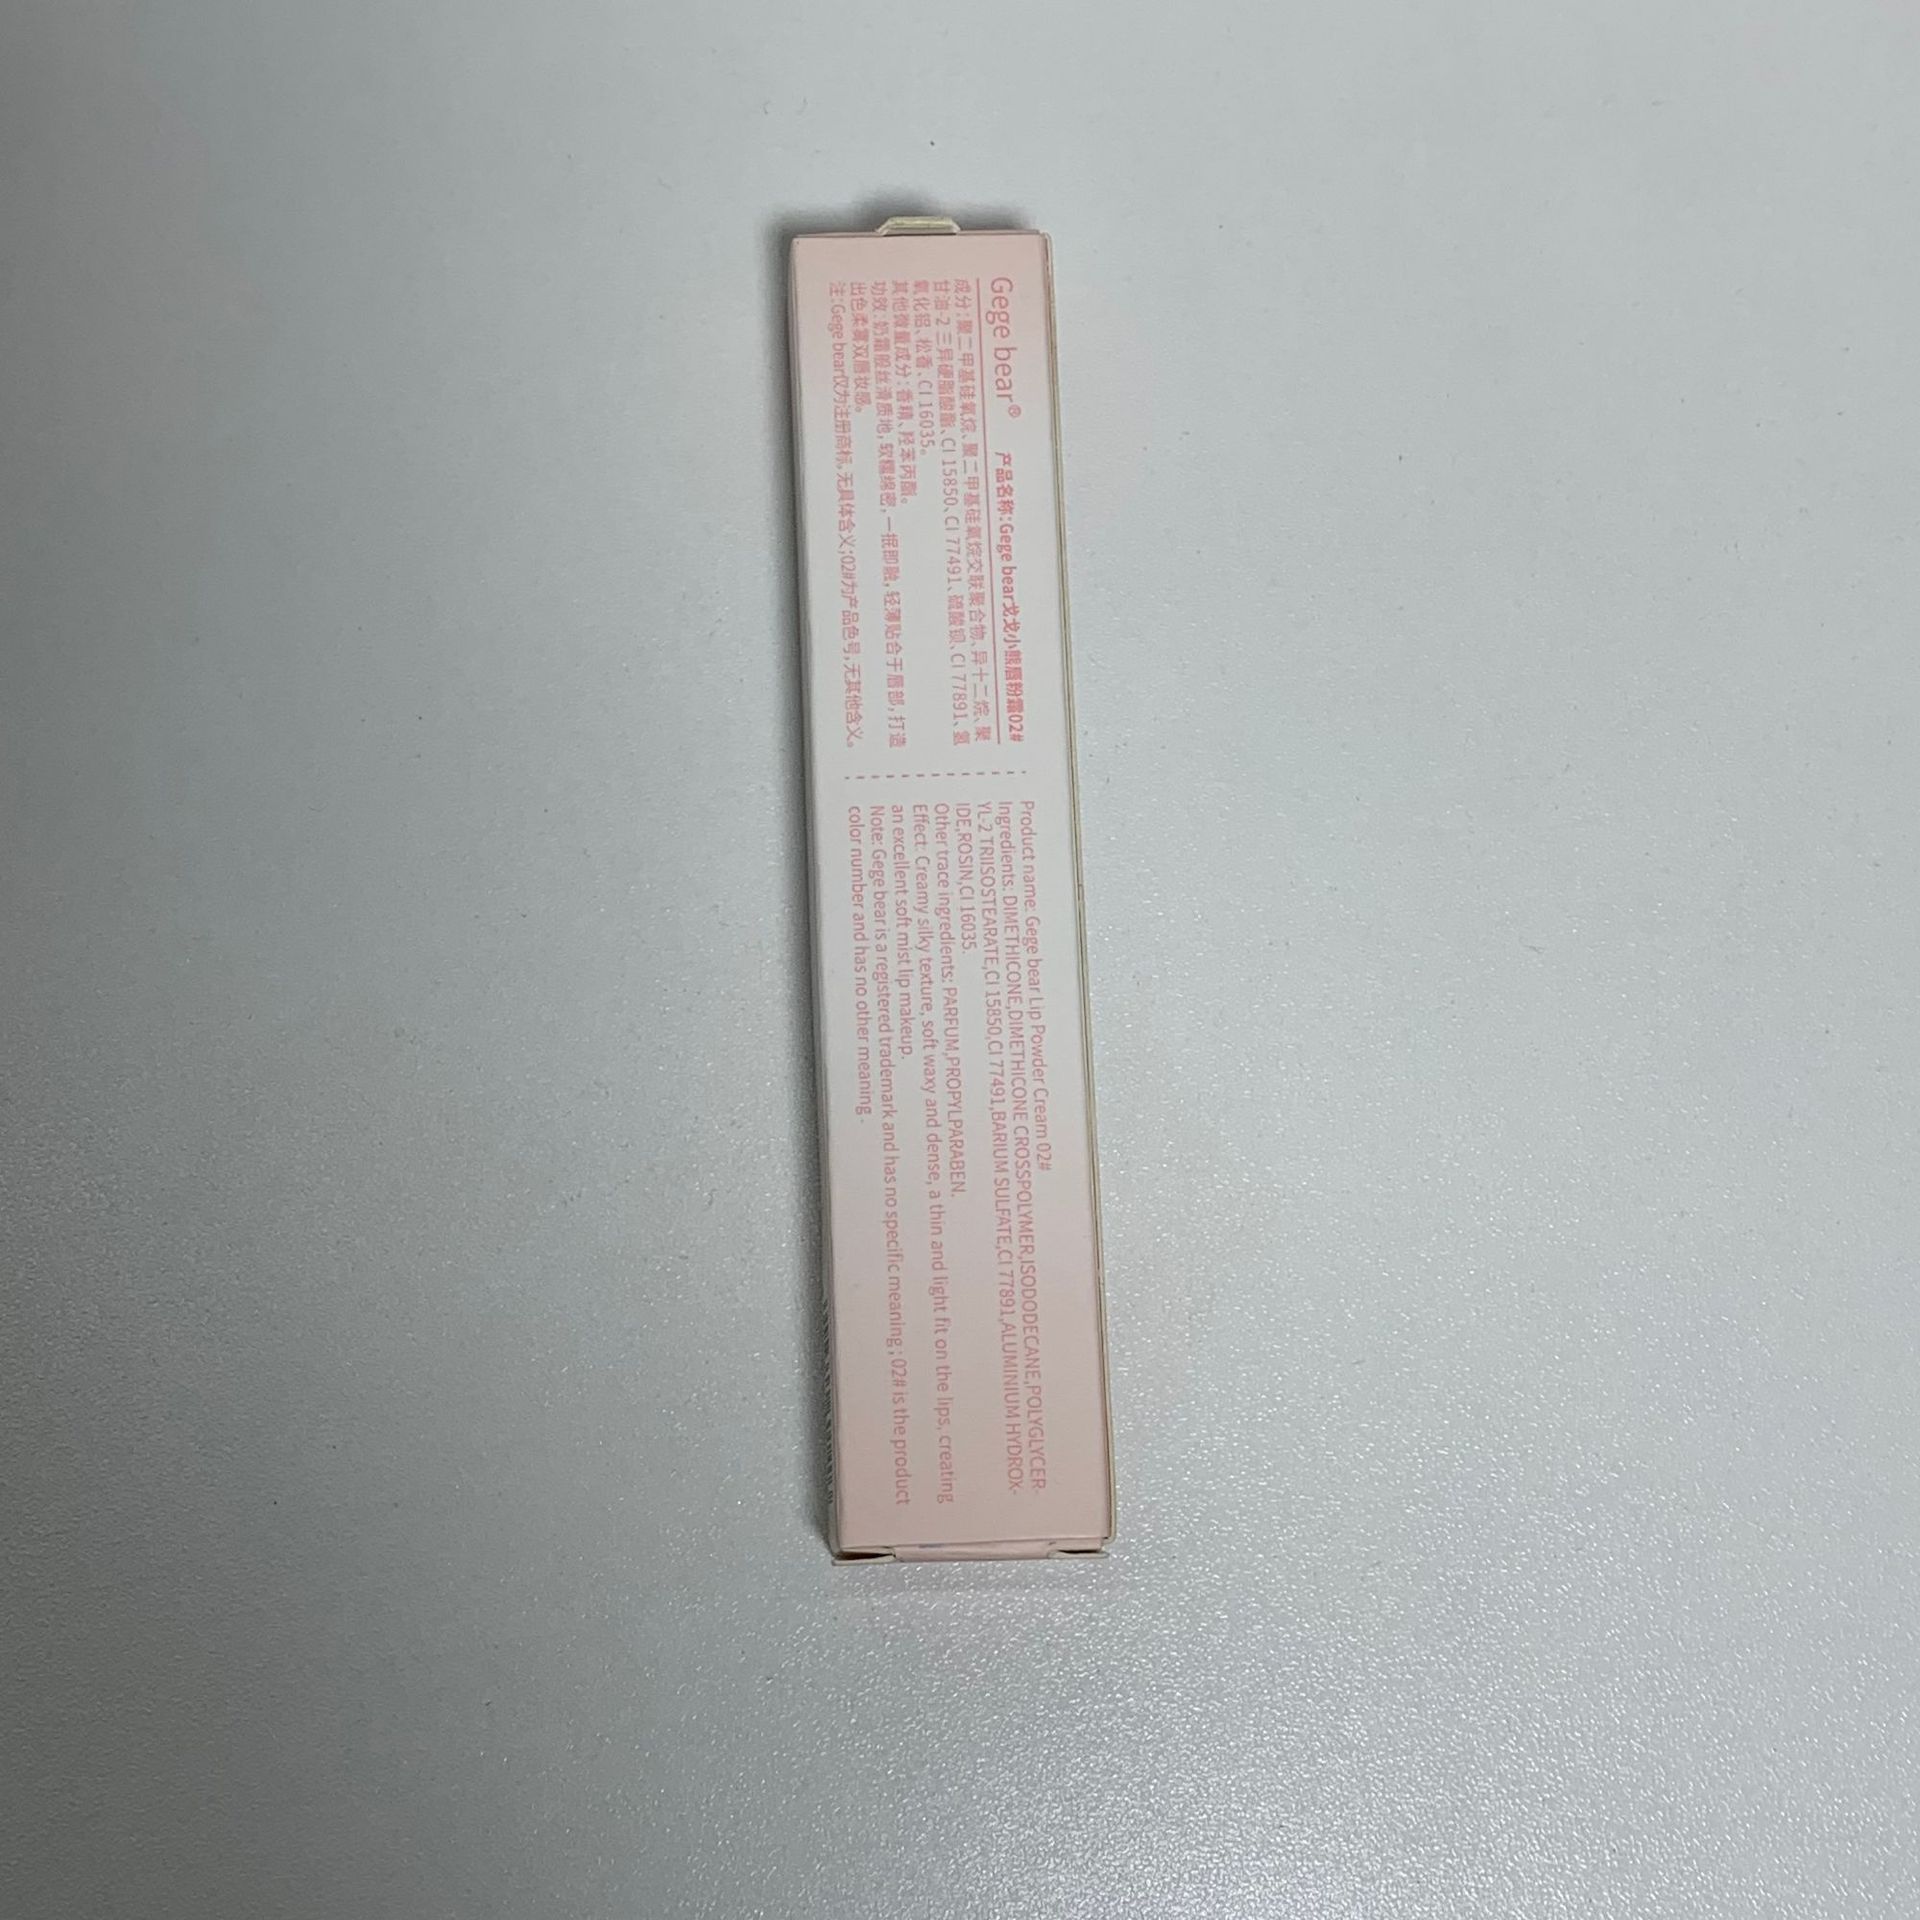 Gege bear® 产品名称：Gege bear戈戈小熊唇粉霜02#
成分：聚二甲基硅氧烷、聚二甲基硅氧烷交联聚合物、异十二烷、聚
甘油-2 三异硬脂酸酯、CI 15850、CI 77491、硫酸钡、CI 77891、氢
氧化铝、松香、CI 16035。
其他微量成分：香精、羟苯丙酯。
功效：奶霜般丝滑质地，软糯绵密，一抿即融，轻薄贴合于唇部，打造
出色柔雾双唇妆感。
注：Gege bear仅为注册商标，无具体含义；02#为产品色号，无其他含义。
Product name: Gege bear Lip Powder Cream 02#
Ingredients: DIMETHICONE,DIMETHICONE CROSSPOLYMER,ISODODECANE,POLYGLYCER-
YL-2 TRIISOSTEARATE,CI 15850,CI 77491,BARIUM SULFATE,CI 77891,ALUMINIUM HYDROX-
IDE,ROSIN,CI 16035.
Other trace ingredients: PARFUM,PROPYLPARABEN.
Effect: Creamy silky texture, soft waxy and dense, a thin and light fit on the lips, creating
an excellent soft mist lip makeup.
Note: Gege bear is a registered trademark and has no specific meaning ; 02# is the product
color number and has no other meaning.